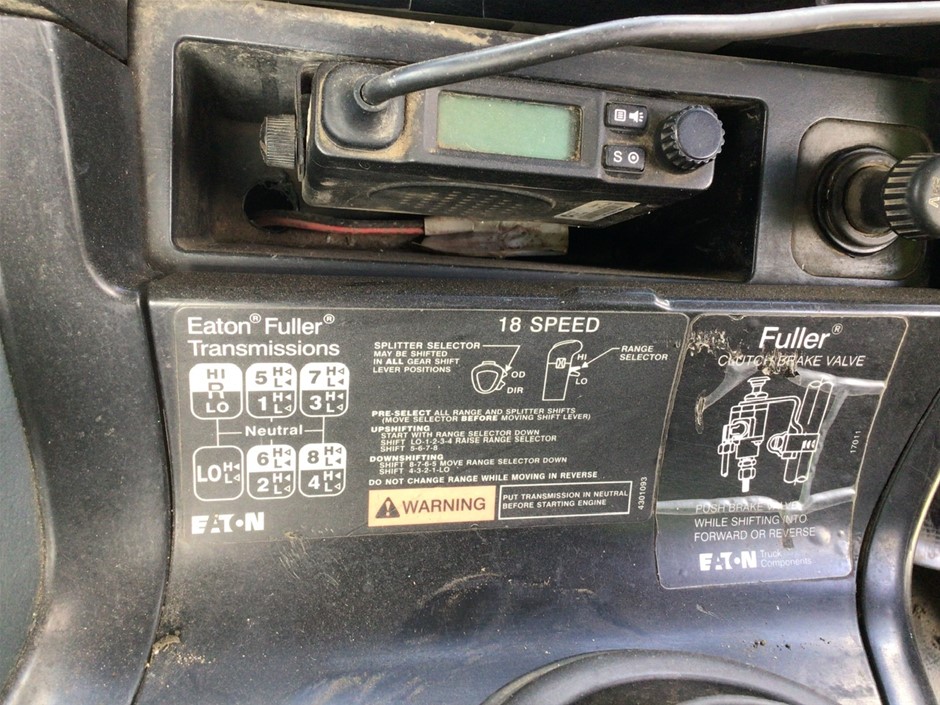 S
A
Eaton® Fuller®
Transmissions
18 SPEED
HI
R
LO
5 H L
1 H L
7 H L
3 H L
Neutral
LO H L
6 H L
2 H L
8 H L
4 H L
EATON
SPLITTER SELECTOR
MAY BE SHIFTED
IN ALL GEAR SHIFT
LEVER POSITIONS
OD
DIR
HI
LO
RANGE
SELECTOR
PRE-SELECT ALL RANGE AND SPLITTER SHIFTS
(MOVE SELECTOR BEFORE MOVING SHIFT LEVER)
UPSHIFTING
START WITH RANGE SELECTOR DOWN
SHIFT LO-1-2-3-4 RAISE RANGE SELECTOR
SHIFT 5-6-7-8
DOWNSHIFTING
SHIFT 8-7-6-5 MOVE RANGE SELECTOR DOWN
SHIFT 4-3-2-1-LO
DO NOT CHANGE RANGE WHILE MOVING IN REVERSE
WARNING
PUT TRANSMISSION IN NEUTRAL
BEFORE STARTING ENGINE
4301093
Fuller®
CLUTCH BRAKE VALVE
17011
PUSH BRAKE VALVE
WHILE SHIFTING INTO
FORWARD OR REVERSE
EATON Truck
Components